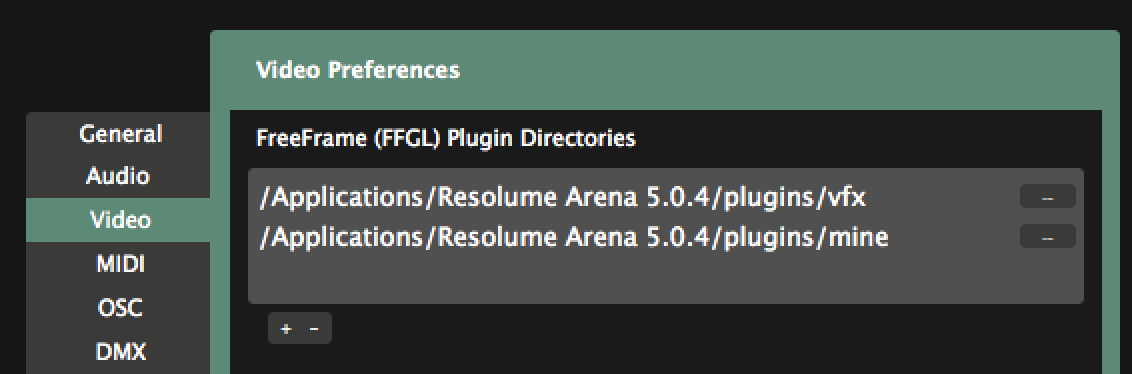 Video Preferences
General
Audio
Video
MIDI
OSC
DMX
FreeFrame (FFGL) Plugin Directories
/Applications/Resolume Arena 5.0.4/plugins/vfx ...
/Applications/Resolume Arena 5.0.4/plugins/mine ...
+ -